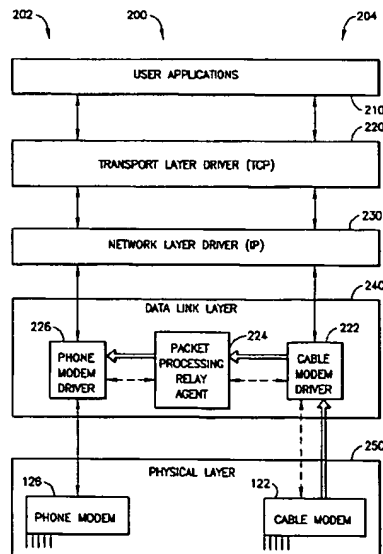 202
200
204
USER APPLICATIONS
210
220
TRANSPORT LAYER DRIVER (TCP)
230
NETWORK LAYER DRIVER (IP)
240
DATA LINK LAYER
226
224
222
PHONE MODEM DRIVER
PACKET PROCESSING RELAY AGENT
CABLE MODEM DRIVER
250
PHYSICAL LAYER
126
122
PHONE MODEM
CABLE MODEM